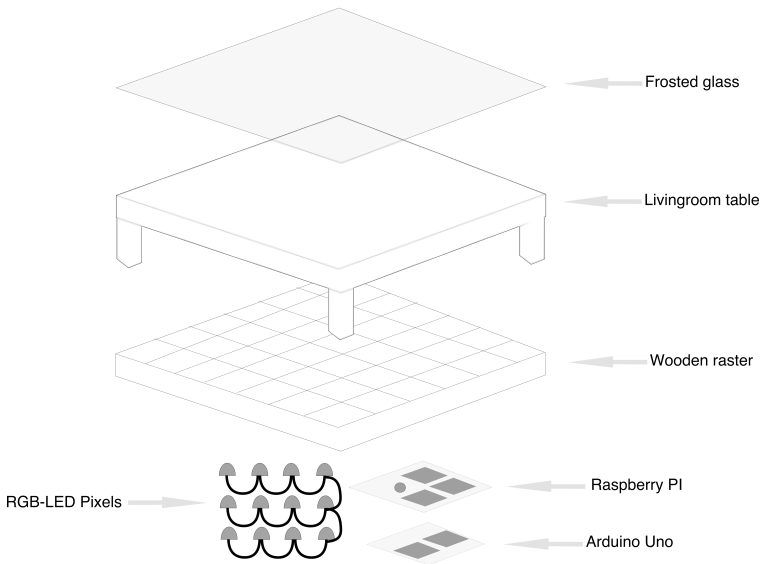 Frosted glass
Livingroom table
Wooden raster
RGB-LED Pixels
Raspberry PI
Arduino Uno